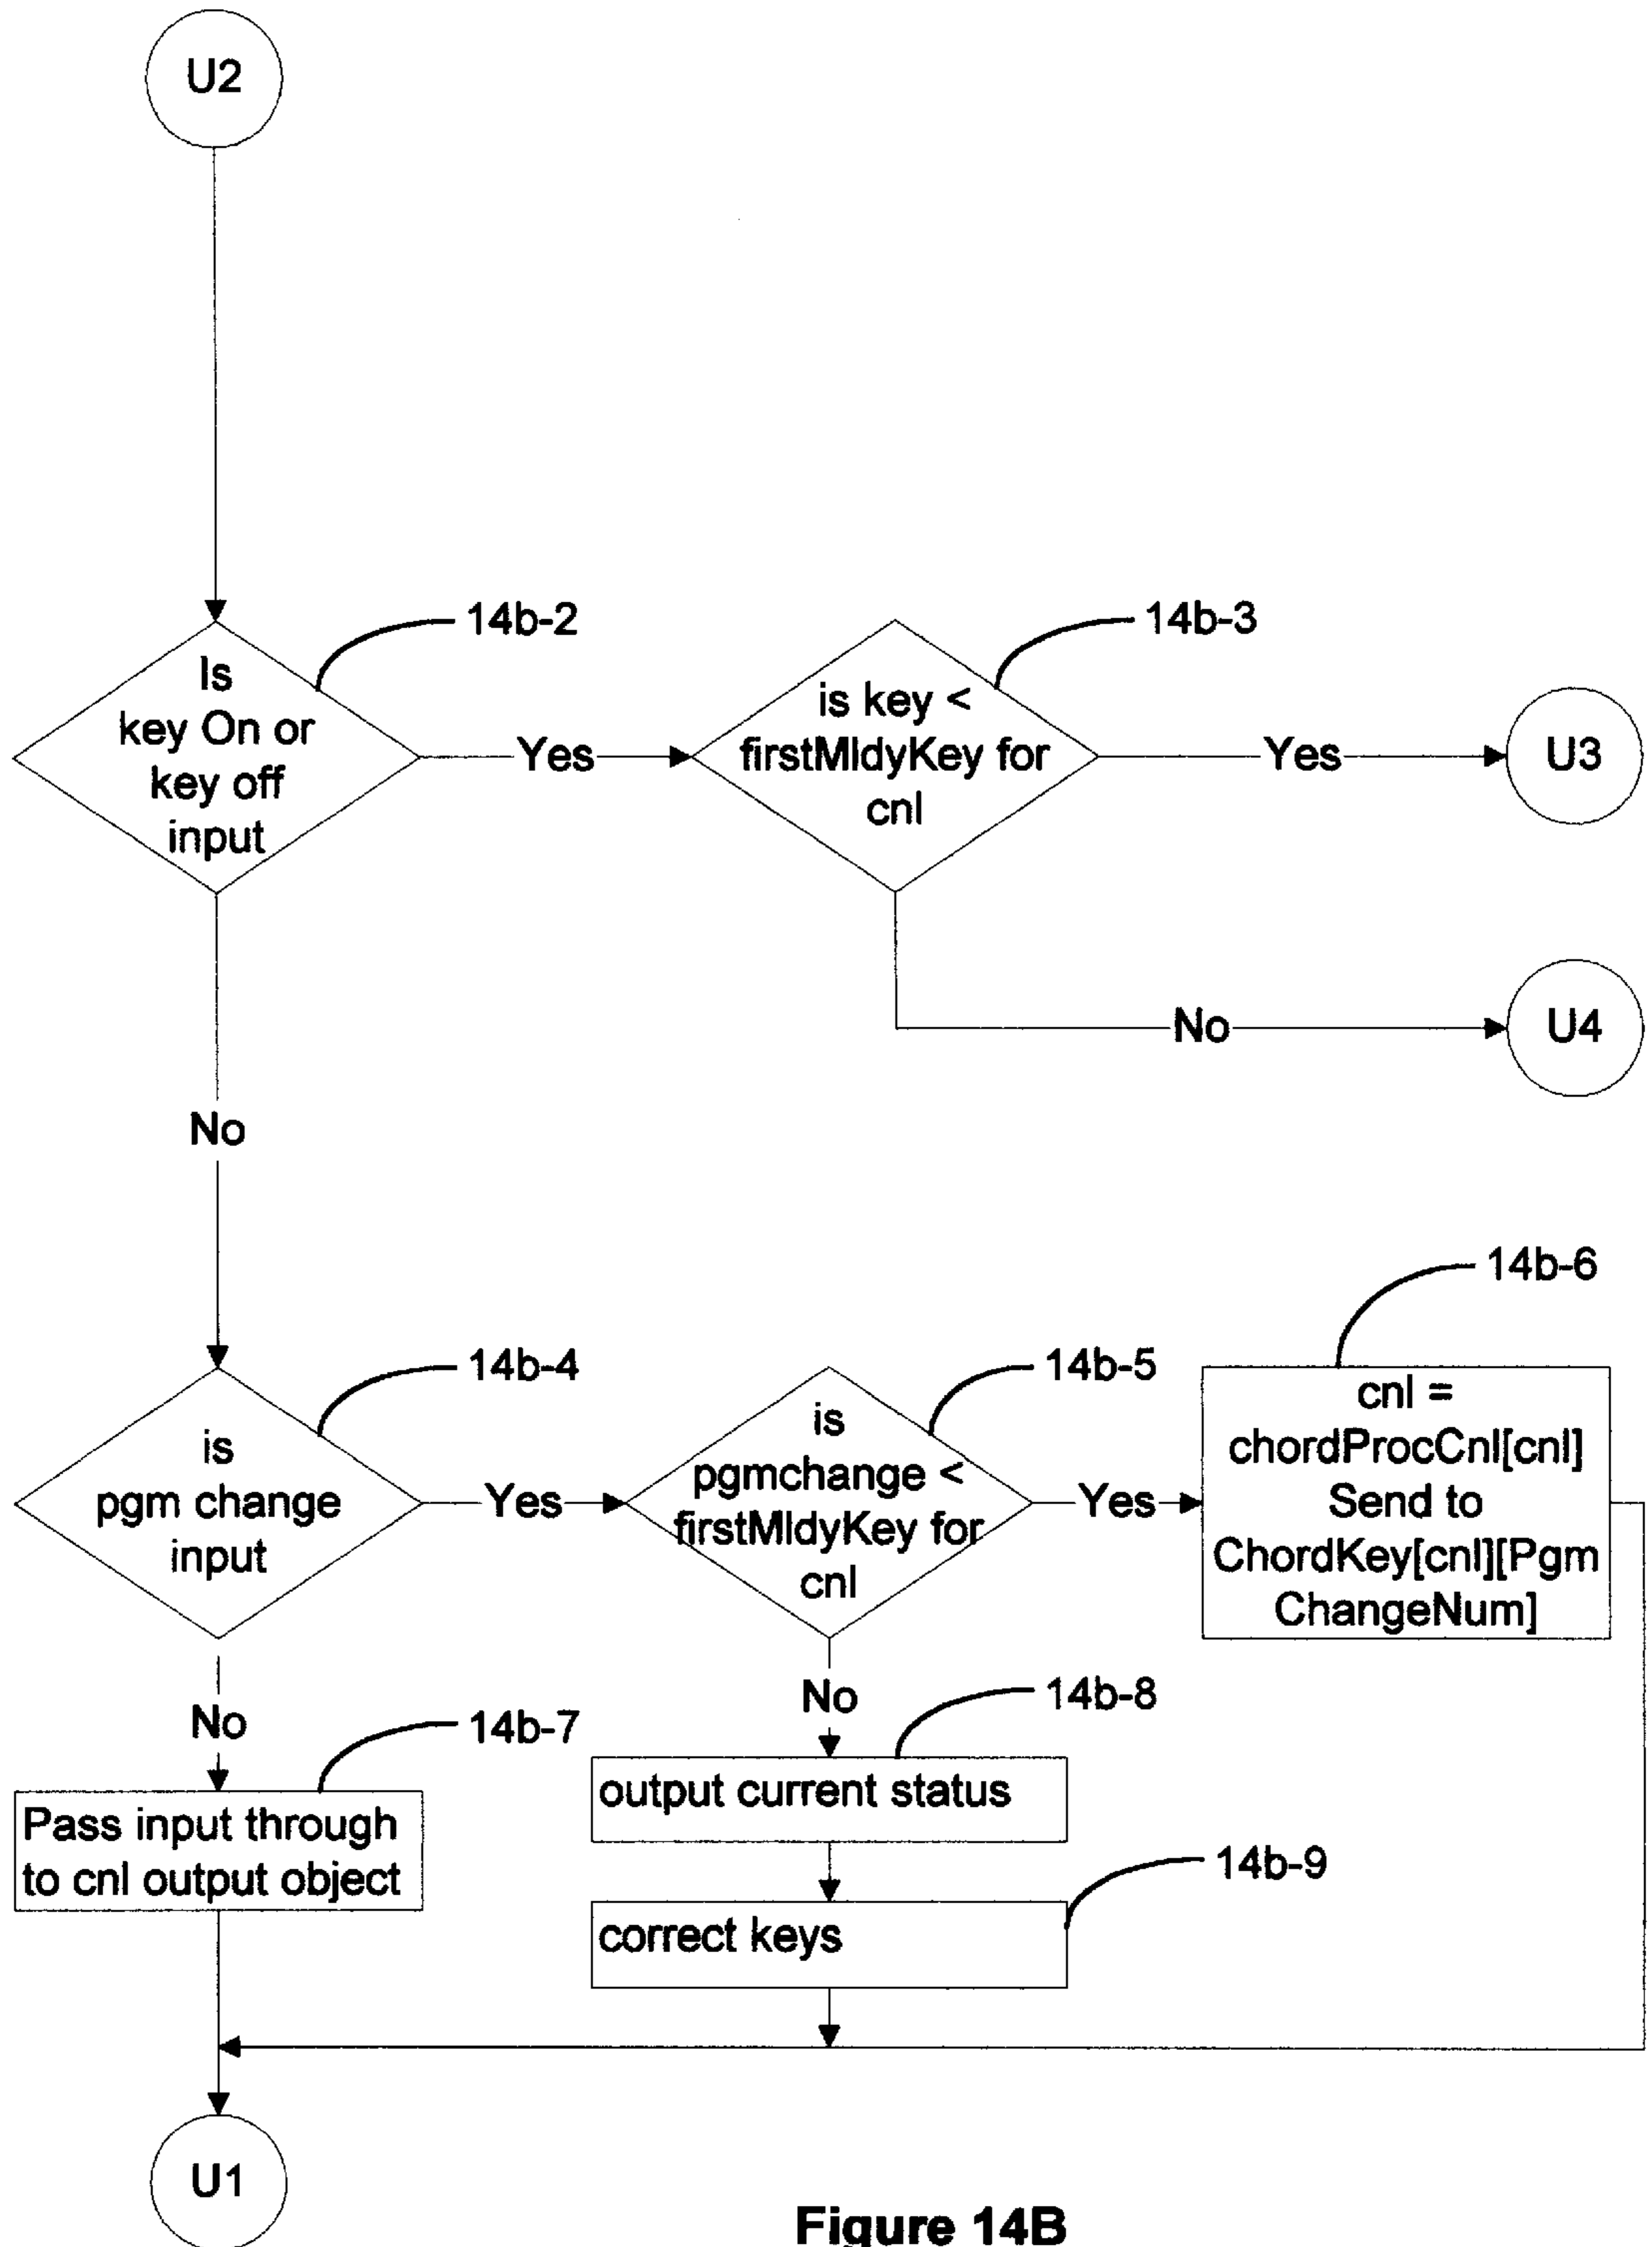 U2
14b-2
14b-3
Is
key On or
key off
input
Yes
is key <
firstMldyKey for
cnl
Yes
U3
No
U4
No
14b-6
14b-4
14b-5
is
pgm change
input
Yes
is
pgmchange <
firstMldyKey for
cnl
Yes
cnl =
chordProcCnl[cnl]
Send to
ChordKey[cnl][Pgm
ChangeNum]
No
14b-7
No
14b-8
Pass input through
to cnl output object
output current status
14b-9
correct keys
U1
Figure 14B